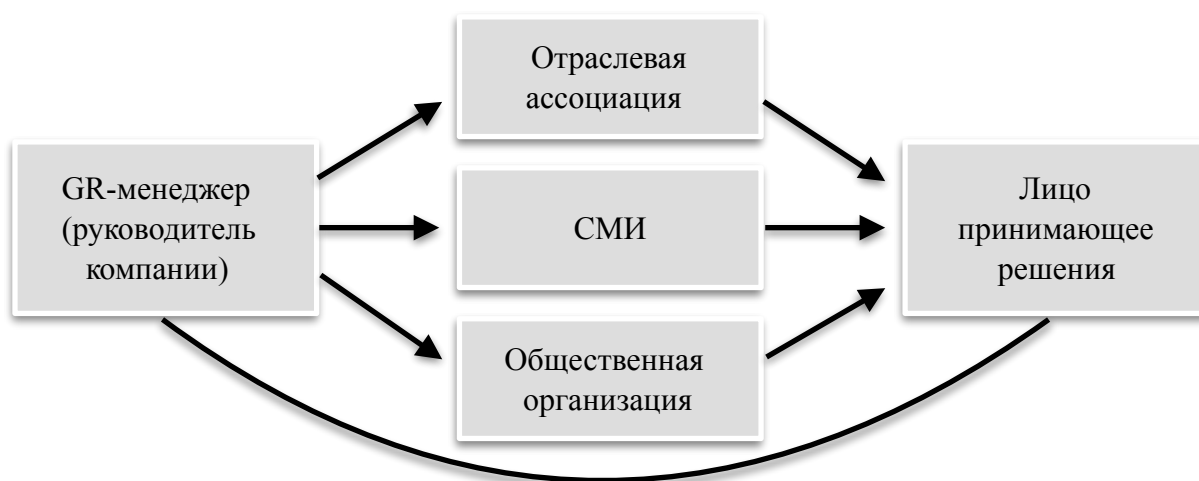 Отраслевая
ассоциация
GR-менеджер
(руководитель
компании)
СМИ
Лицо
принимающее
решения
Общественная
организация